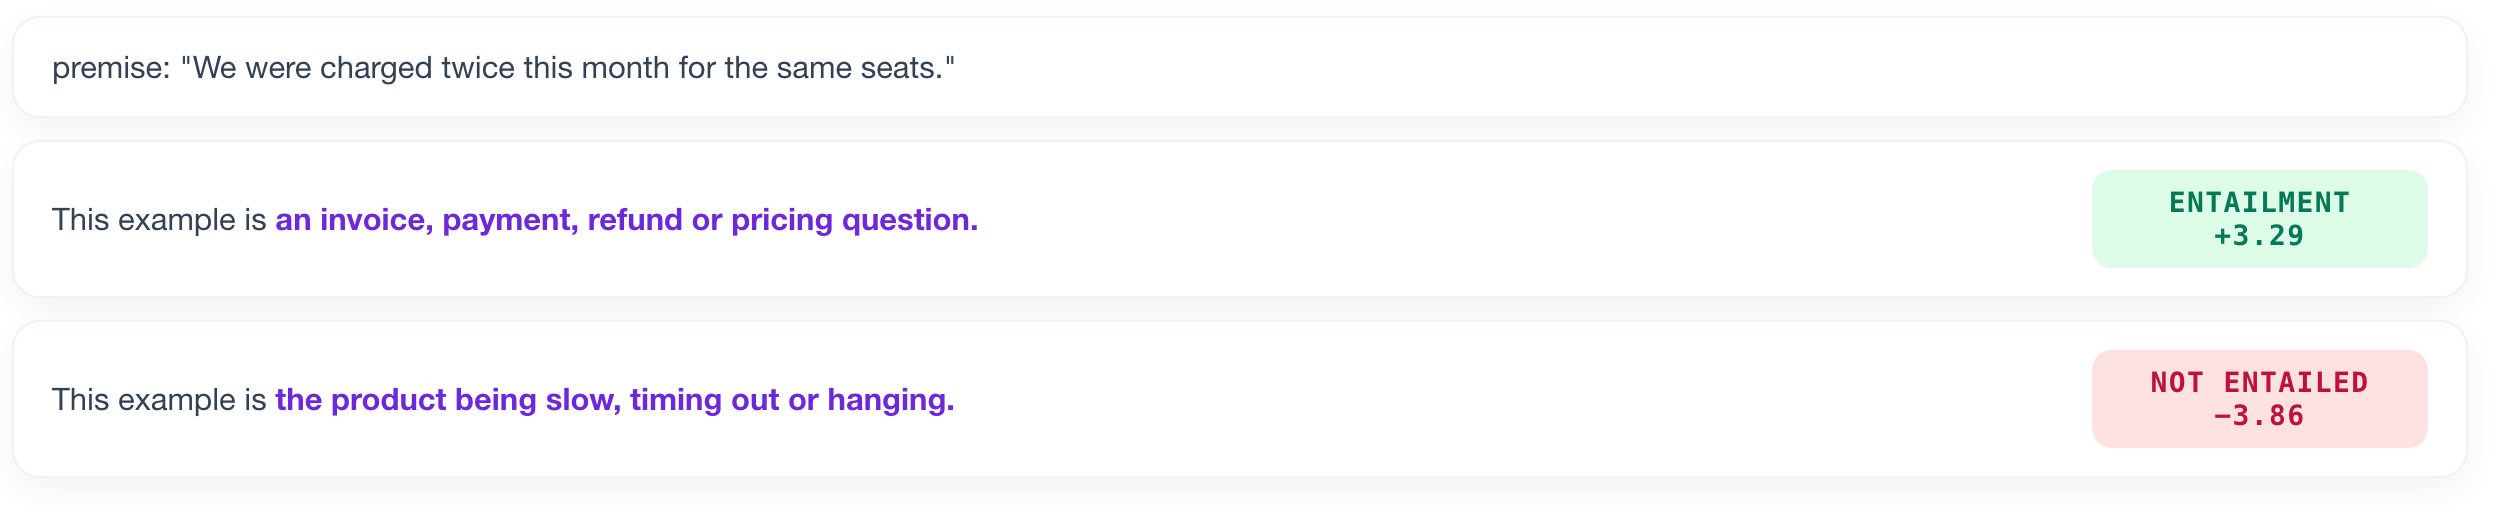 premise: "We were charged twice this month for the same seats."
This example is an invoice, payment, refund or pricing question.
ENTAILMENT
+3.29
This example is the product being slow, timing out or hanging.
NOT ENTAILED
−3.86